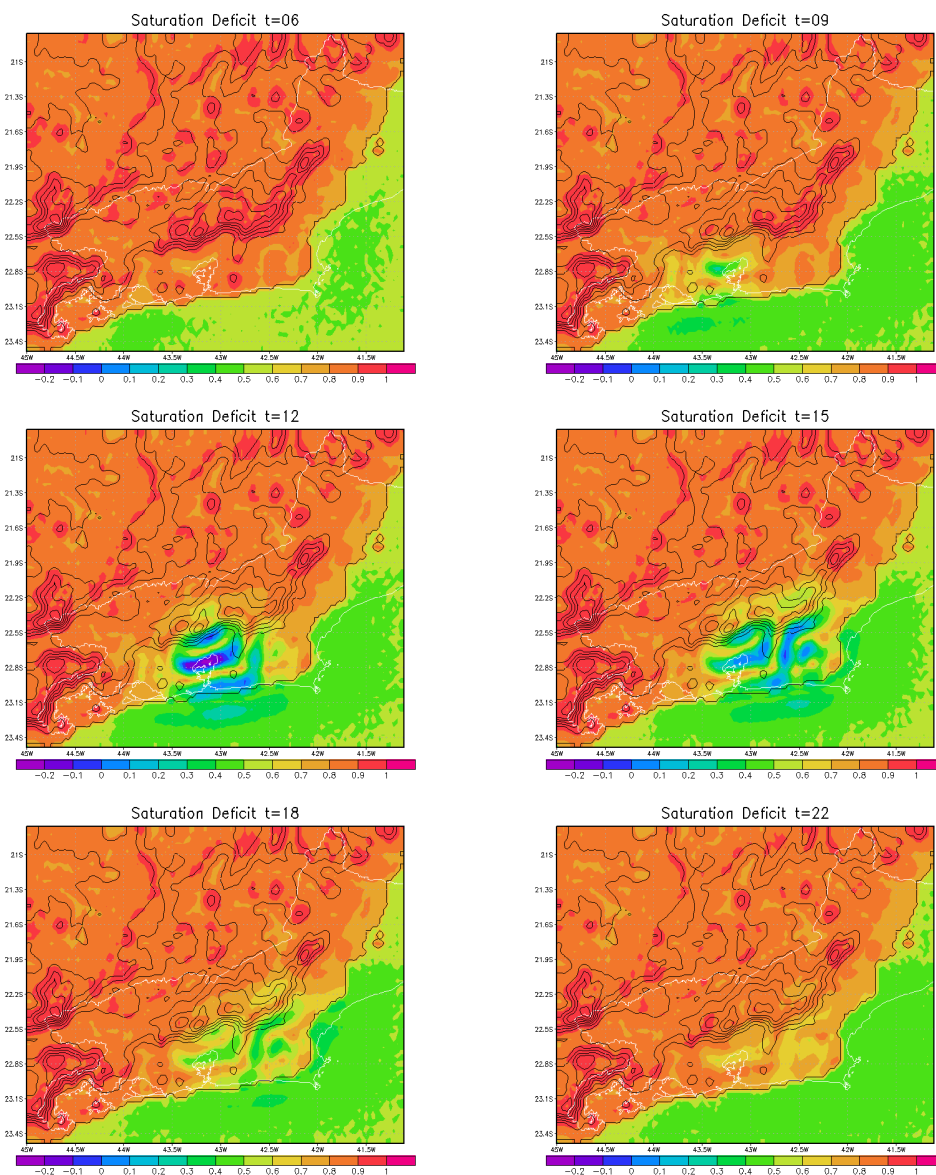 Saturation Deficit t=06
21S
21.3S
21.6S
21.9S
22.2S
22.5S
22.8S
23.1S
23.4S
45W 44.5W 44W 43.5W 43W 42.5W 42W 41.5W
-0.2 -0.1 0 0.1 0.2 0.3 0.4 0.5 0.6 0.7 0.8 0.9 1
Saturation Deficit t=09
21S
21.3S
21.6S
21.9S
22.2S
22.5S
22.8S
23.1S
23.4S
45W 44.5W 44W 43.5W 43W 42.5W 42W 41.5W
-0.2 -0.1 0 0.1 0.2 0.3 0.4 0.5 0.6 0.7 0.8 0.9 1
Saturation Deficit t=12
21S
21.3S
21.6S
21.9S
22.2S
22.5S
22.8S
23.1S
23.4S
45W 44.5W 44W 43.5W 43W 42.5W 42W 41.5W
-0.2 -0.1 0 0.1 0.2 0.3 0.4 0.5 0.6 0.7 0.8 0.9 1
Saturation Deficit t=15
21S
21.3S
21.6S
21.9S
22.2S
22.5S
22.8S
23.1S
23.4S
45W 44.5W 44W 43.5W 43W 42.5W 42W 41.5W
-0.2 -0.1 0 0.1 0.2 0.3 0.4 0.5 0.6 0.7 0.8 0.9 1
Saturation Deficit t=18
21S
21.3S
21.6S
21.9S
22.2S
22.5S
22.8S
23.1S
23.4S
45W 44.5W 44W 43.5W 43W 42.5W 42W 41.5W
-0.2 -0.1 0 0.1 0.2 0.3 0.4 0.5 0.6 0.7 0.8 0.9 1
Saturation Deficit t=22
21S
21.3S
21.6S
21.9S
22.2S
22.5S
22.8S
23.1S
23.4S
45W 44.5W 44W 43.5W 43W 42.5W 42W 41.5W
-0.2 -0.1 0 0.1 0.2 0.3 0.4 0.5 0.6 0.7 0.8 0.9 1